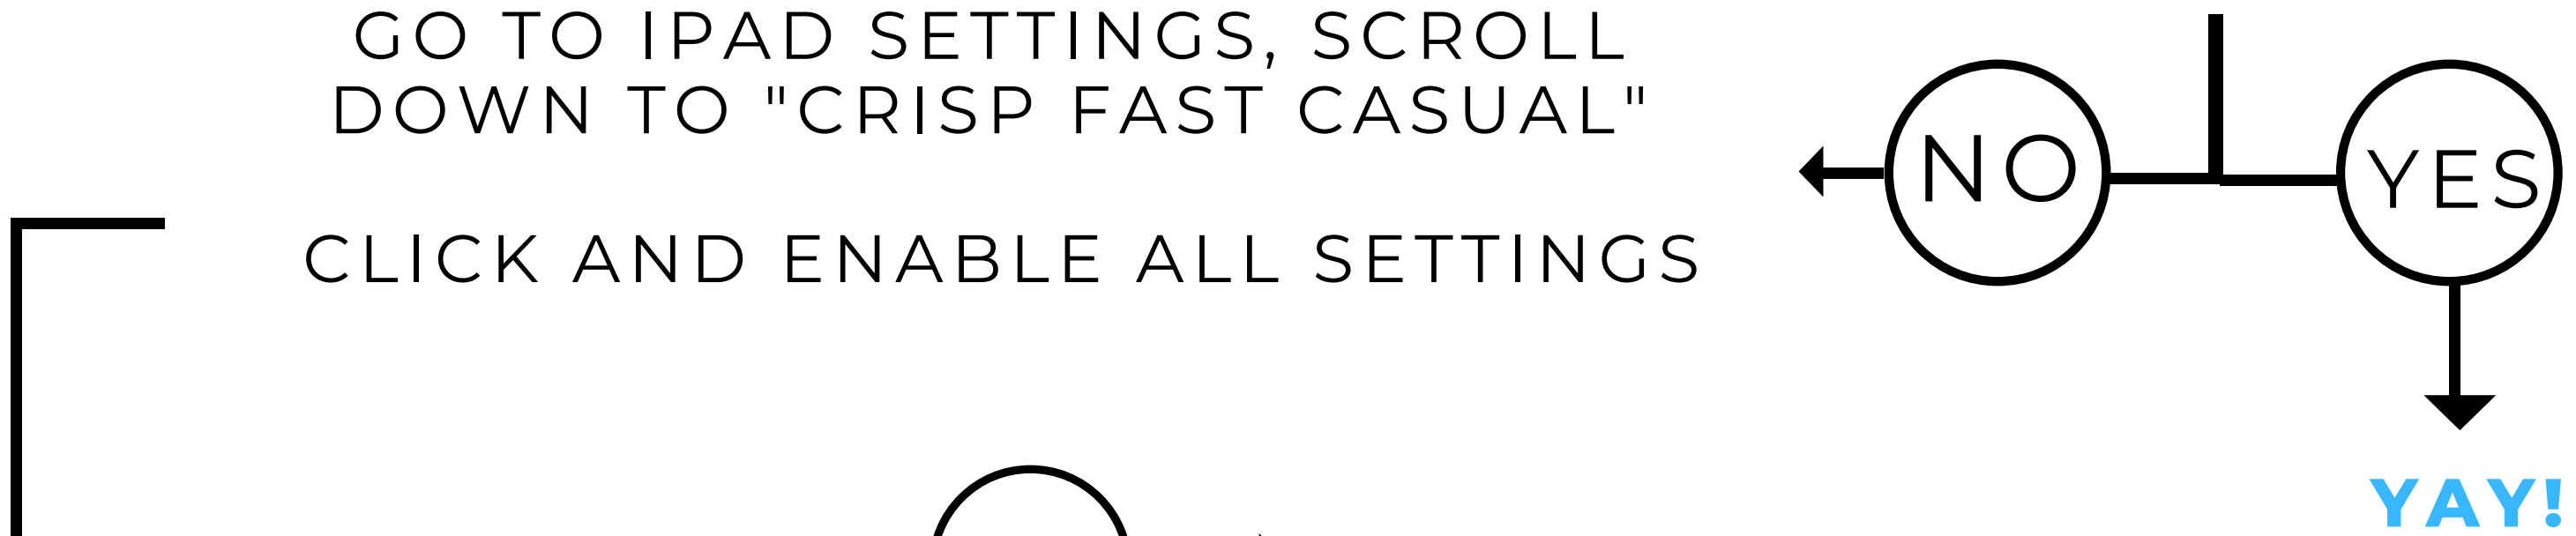 GO TO IPAD SETTINGS, SCROLL
DOWN TO "CRISP FAST CASUAL"
CLICK AND ENABLE ALL SETTINGS
NO
YES
YAY!